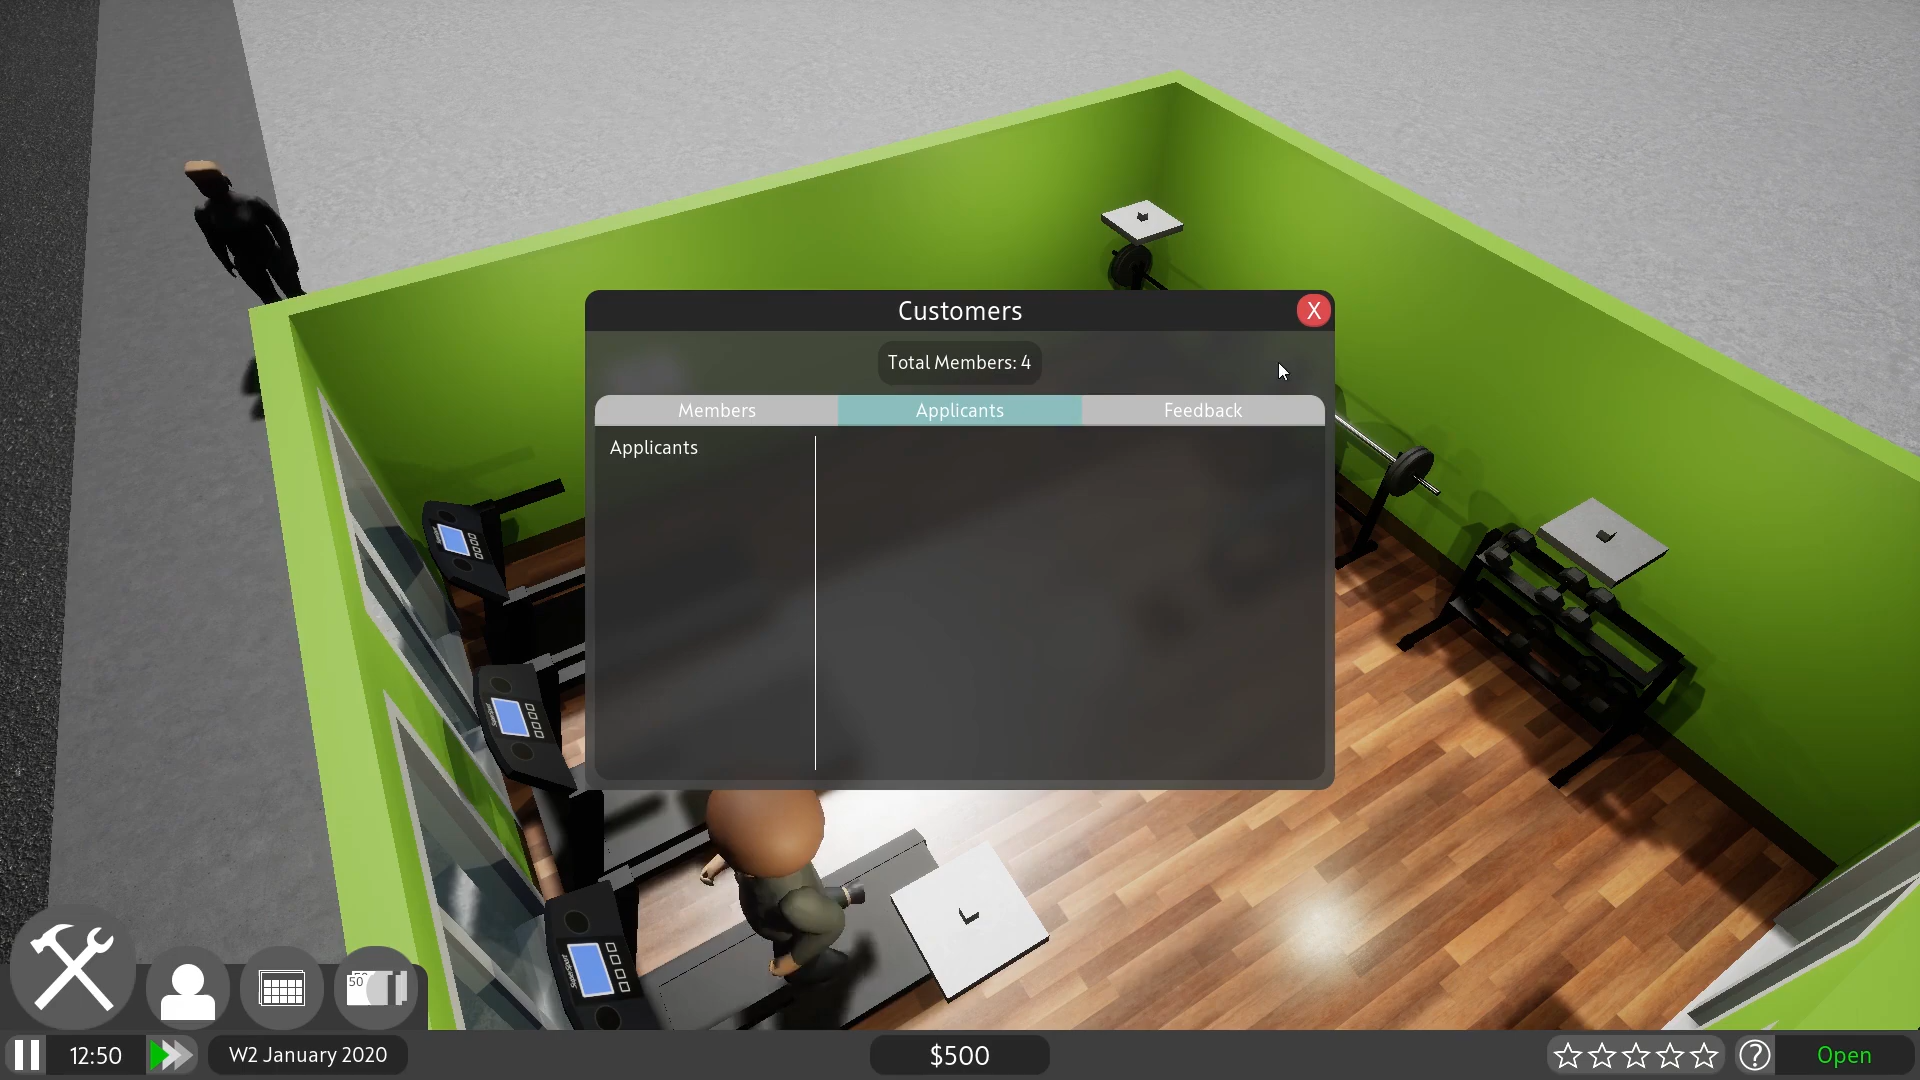 Customers
X
Total Members: 4
Members
Applicants
Feedback
Applicants
50
12:50
W2 January 2020
$500
?
Open